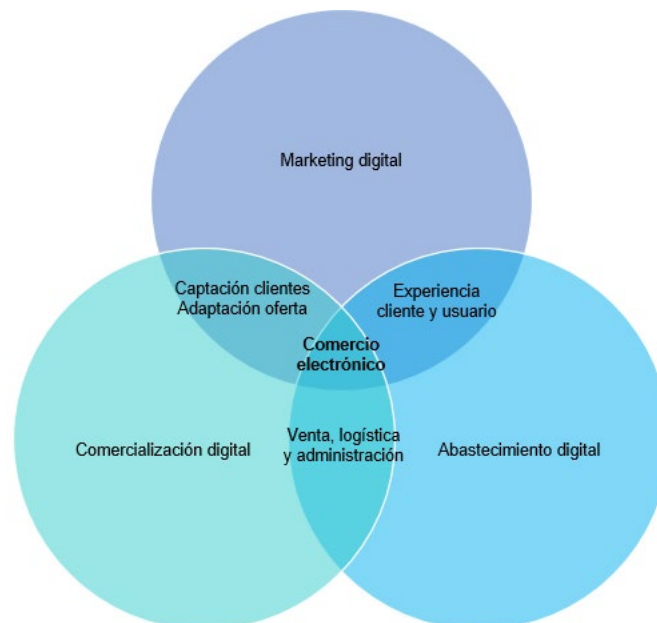 Marketing digital
Captación clientes
Adaptación oferta
Experiencia
cliente y usuario
Comercio
electrónico
Comercialización digital
Venta, logística
y administración
Abastecimiento digital